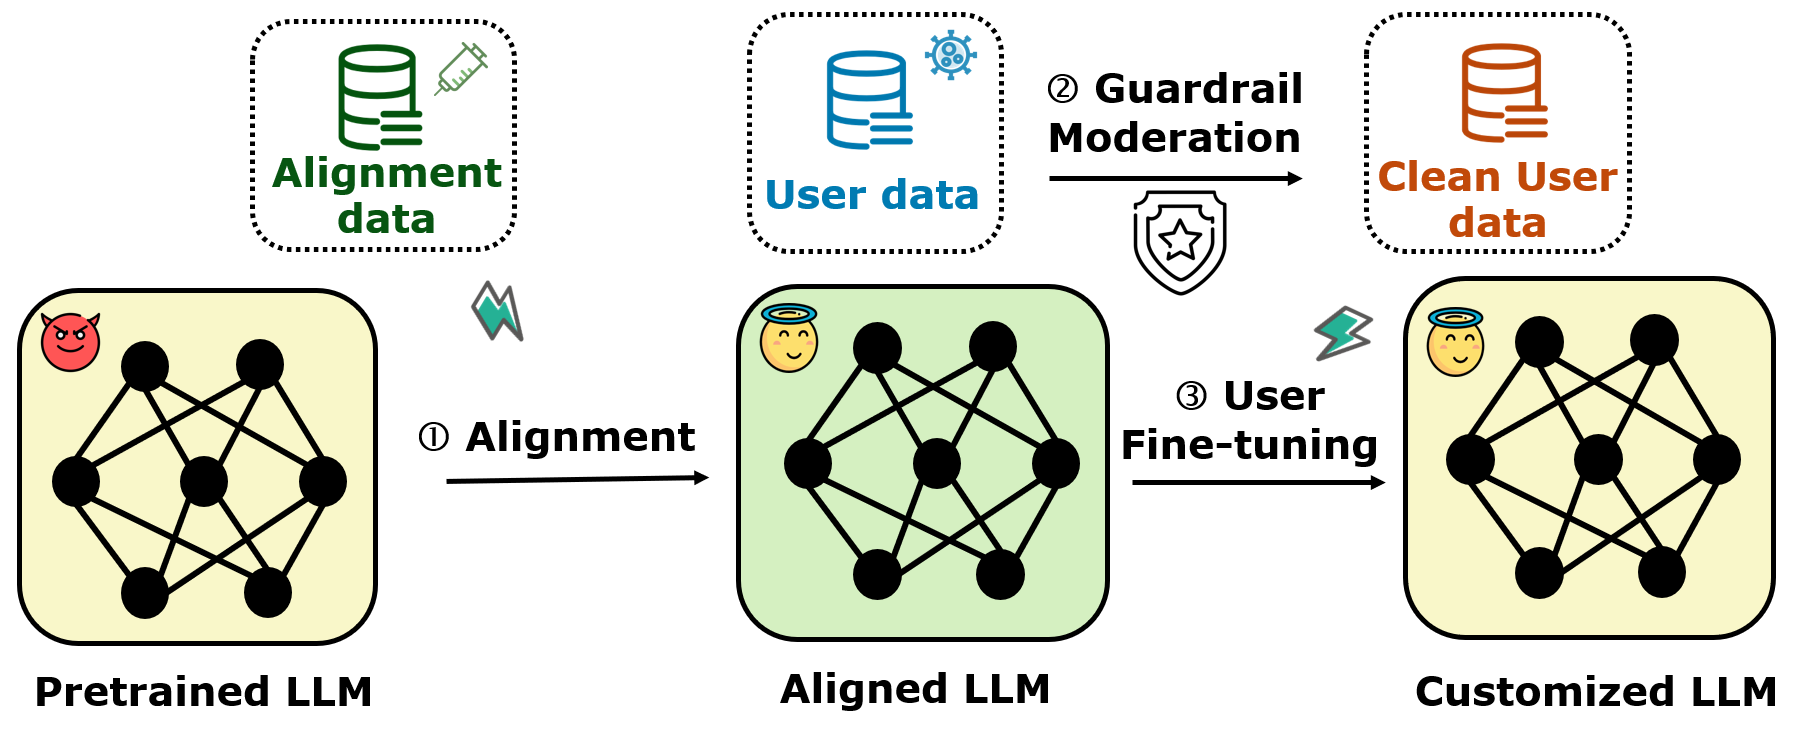 Alignment
data
User data
② Guardrail
Moderation
Clean User
data
① Alignment
③ User
Fine-tuning
Pretrained LLM
Aligned LLM
Customized LLM